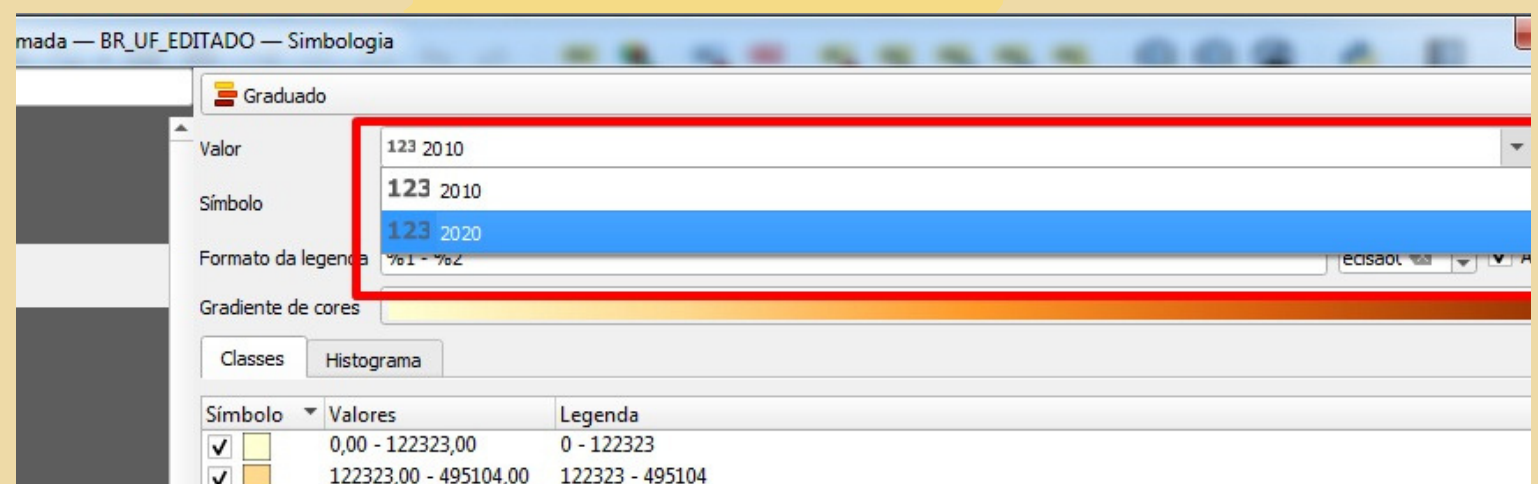 mada — BR_UF_EDITADO — Simbologia
Graduado
Valor
123 2010
123 2010
Símbolo
123 2020
Formato da legenda %1 - %2
Gradiente de cores
Classes Histograma
Símbolo Valores Legenda
0,00 - 122323,00 0 - 122323
122323,00 - 495104,00 122323 - 495104